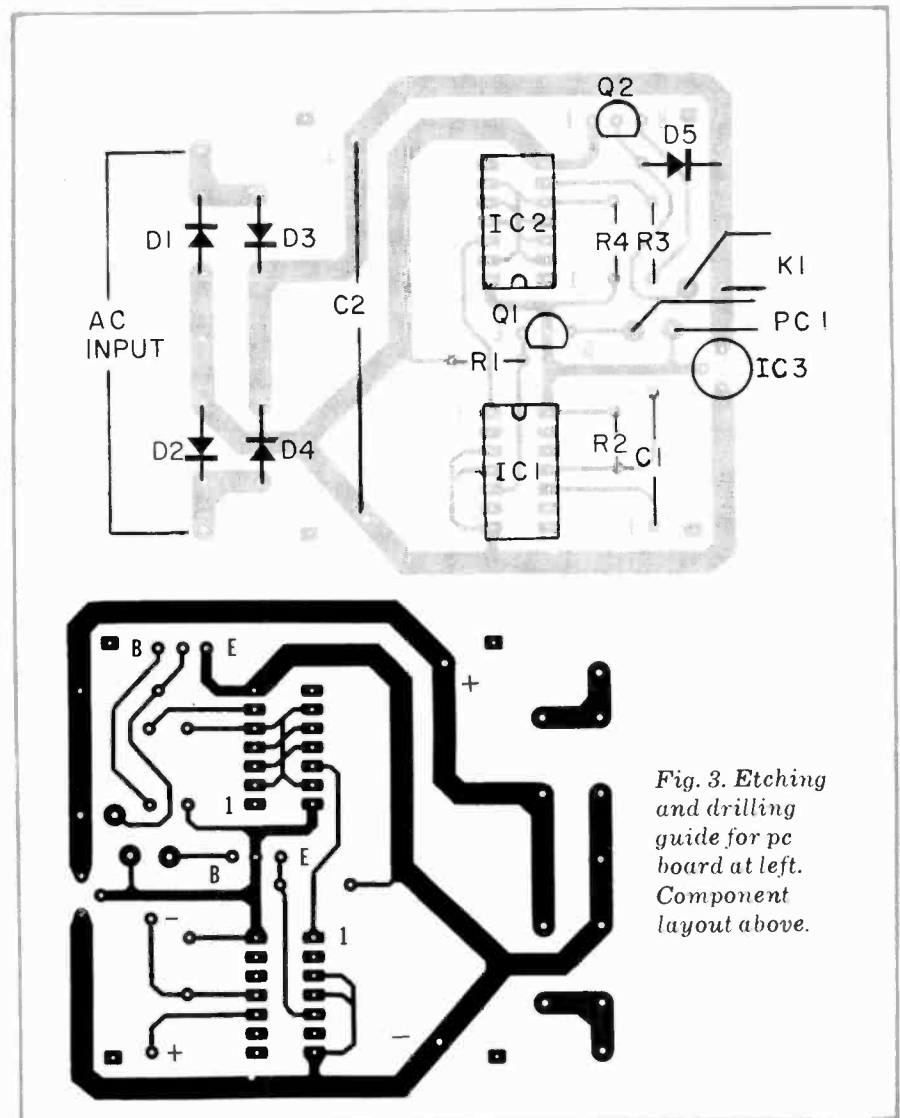 Q2
D5
D1
D3
IC2
R4
R3
K1
C2
AC
INPUT
Q1
PC1
R1
IC3
D2
D4
IC1
R2
C1
B
E
+
1
B
E
-
1
+
-
Fig. 3. Etching
and drilling
guide for pc
board at left.
Component
layout above.